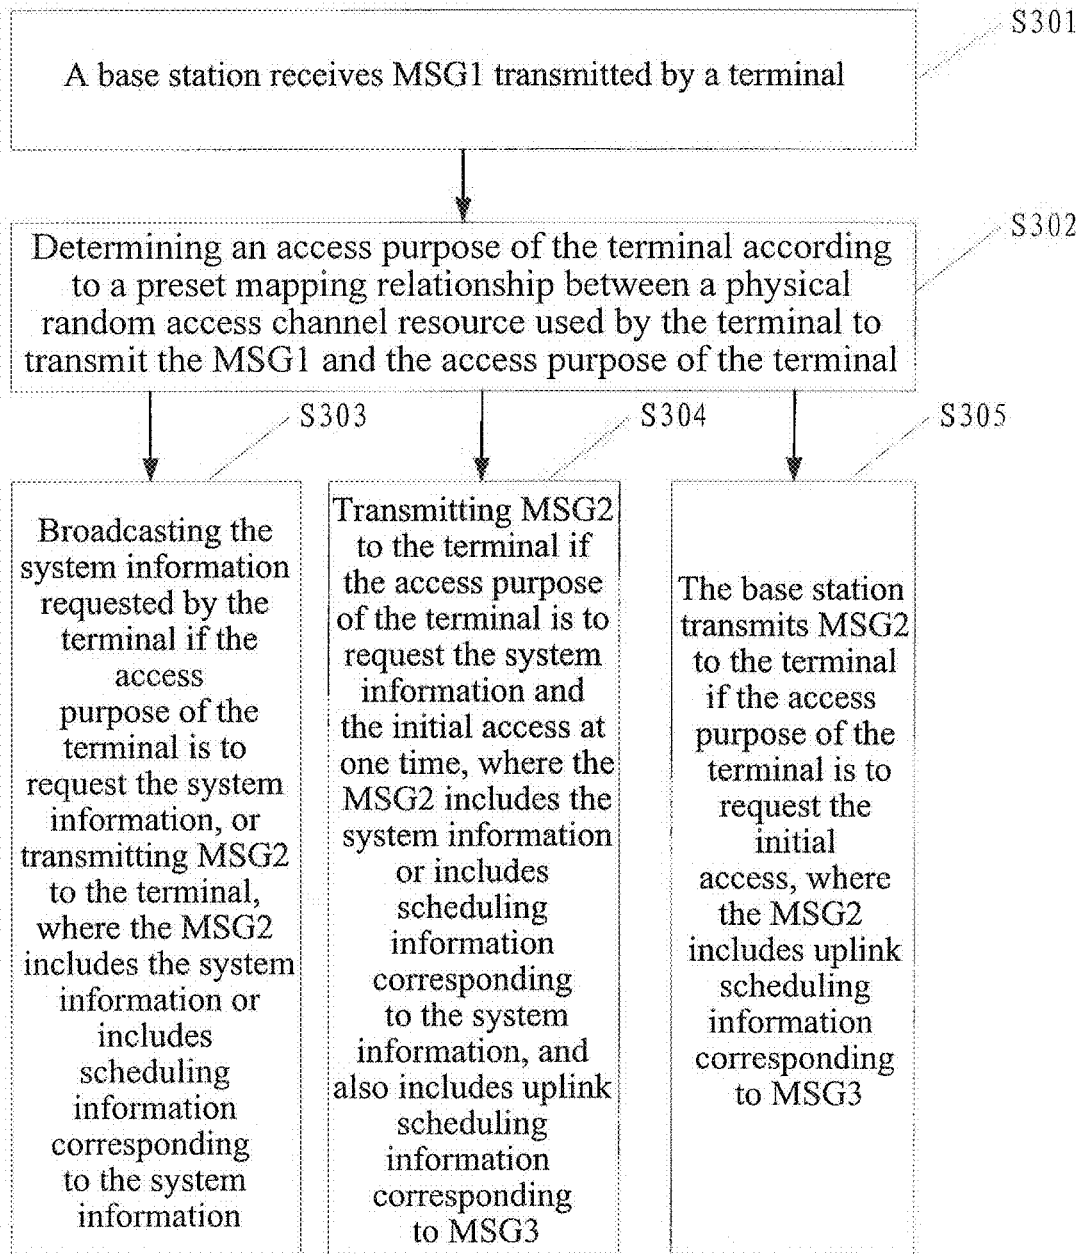 S301
A base station receives MSG1 transmitted by a terminal
S302
Determining an access purpose of the terminal according
to a preset mapping relationship between a physical
random access channel resource used by the terminal to
transmit the MSG1 and the access purpose of the terminal
S303
Broadcasting the
system information
requested by the
terminal if the
access
purpose of the
terminal is to
request the system
information, or
transmitting MSG2
to the terminal,
where the MSG2
includes the system
information or
includes
scheduling
information
corresponding
to the system
information
S304
Transmitting MSG2
to the terminal if
the access purpose
of the terminal is to
request the system
information and
the initial access at
one time, where the
MSG2 includes the
system information
or includes
scheduling
information
corresponding
to the system
information, and
also includes uplink
scheduling
information
corresponding
to MSG3
S305
The base station
transmits MSG2
to the terminal
if the access
purpose of the
terminal is to
request the
initial
access, where
the MSG2
includes uplink
scheduling
information
corresponding
to MSG3